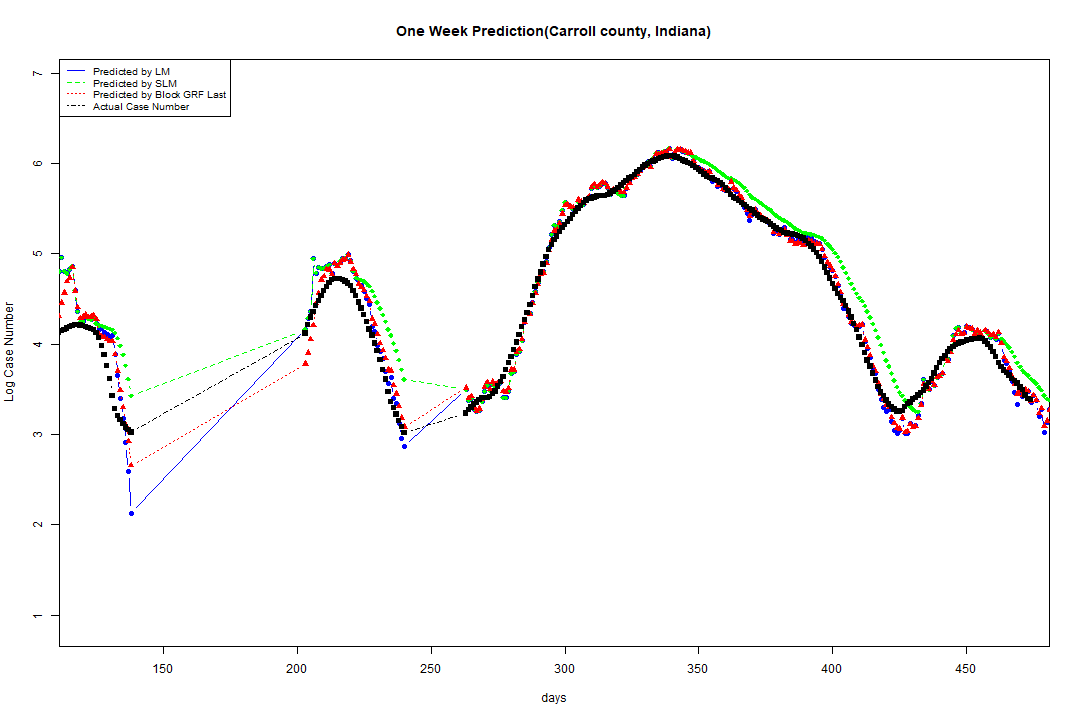 One Week Prediction(Carroll county, Indiana)
Predicted by LM
Predicted by SLM
Predicted by Block GRF Last
Actual Case Number
7
6
5
4
3
2
1
Log Case Number
150 200 250 300 350 400 450
days